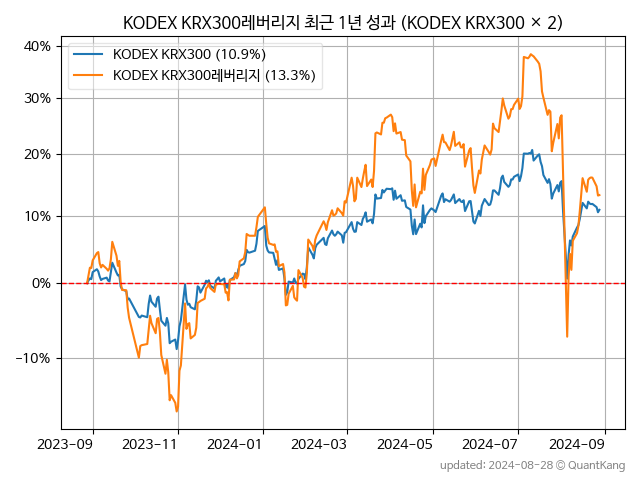 KODEX KRX300레버리지 최근 1년 성과 (KODEX KRX300 × 2)
KODEX KRX300 (10.9%)
KODEX KRX300레버리지 (13.3%)
40%
30%
20%
10%
0%
−10%
2023-09 2023-11 2024-01 2024-03 2024-05 2024-07 2024-09
updated: 2024-08-28 © QuantKang